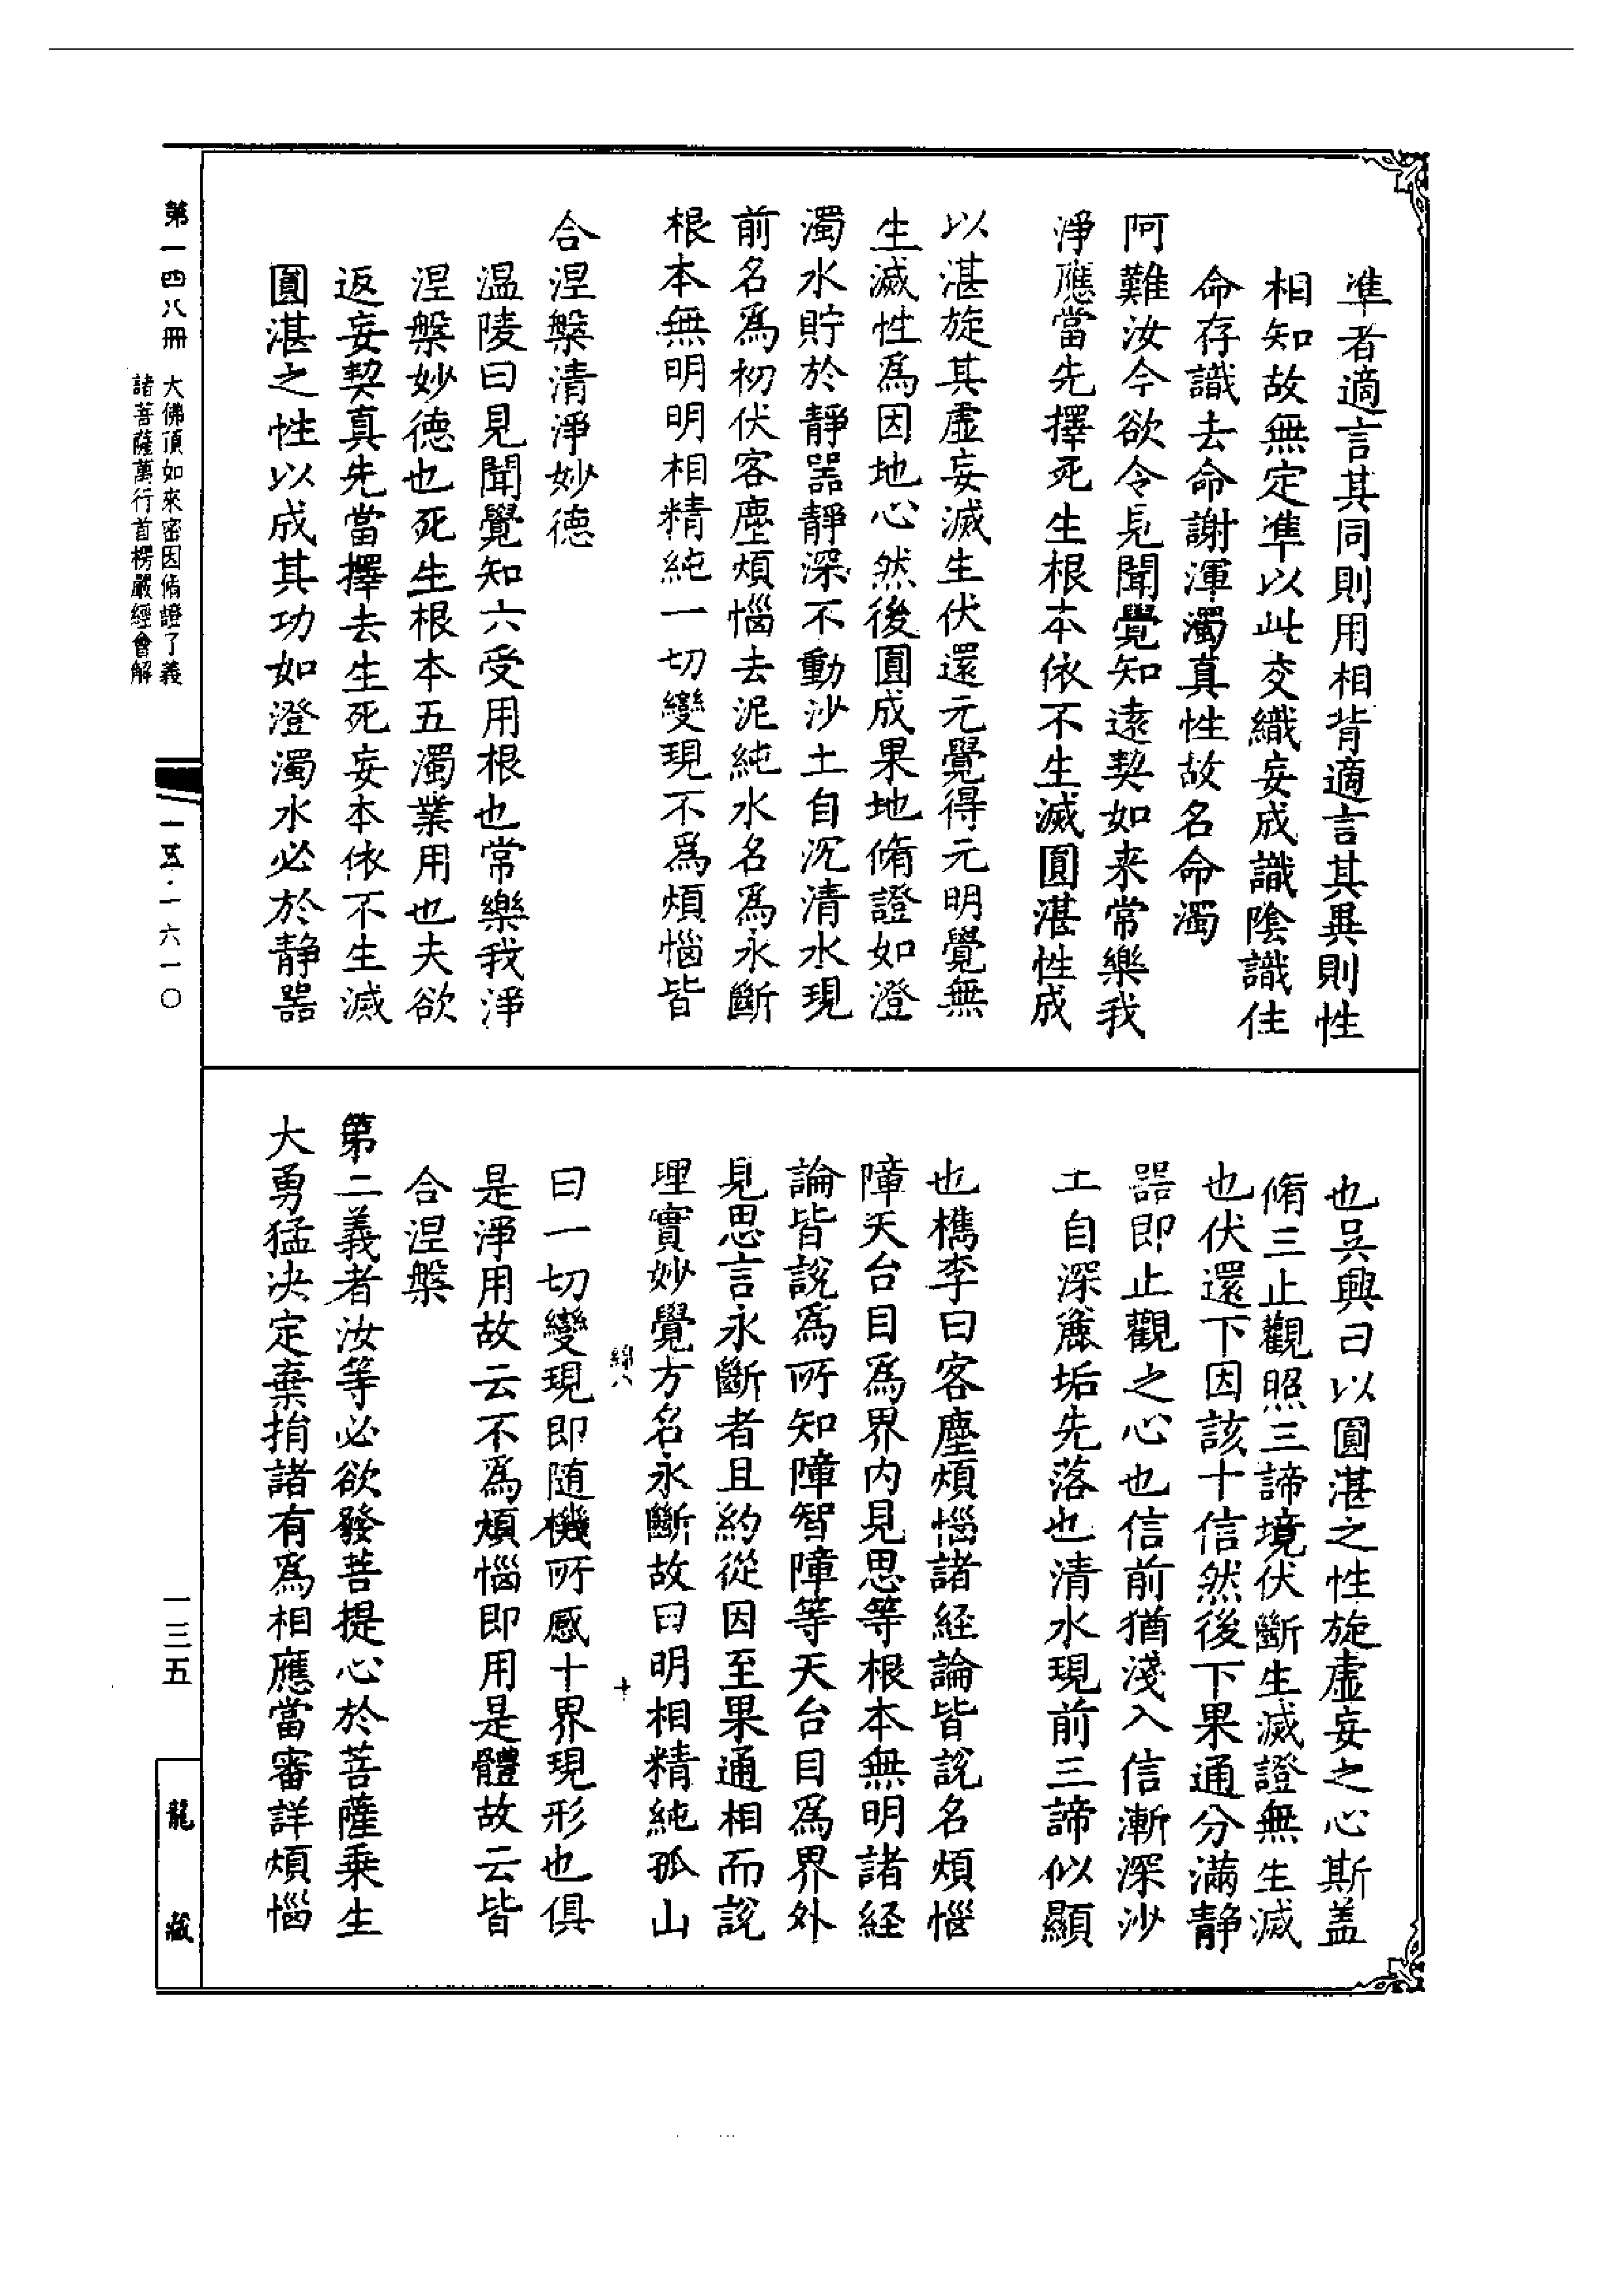 準者適言其同則用相背適言其異則性
相知故無定準以此交織妄成識陰識住
命存識去命謝渾濁真性故名命濁
阿難汝今欲令見聞覺知遠契如来常樂我
淨應當先擇死生根本依不生滅圓湛性成
以湛旋其虛妄滅生伏還元覺得元明覺無
生滅性爲因地心然後圓成果地脩證如澄
濁水貯於靜器靜深不動沙土自沉清水現
前名爲初伏客塵煩惱去泥純水名爲永斷
根本無明明相精純一切變現不爲煩惱皆
合涅槃清淨妙德
溫陵曰見聞覺知六受用根也常樂我淨
涅槃妙德也死生根本五濁業用也夫欲
返妄契真先當擇去生死妄本依不生滅
圓湛之性以成其功如澄濁水必於静器
也吳興曰以圓湛之性旋虛妄之心斯盖
脩三止觀照三諦境伏斷生滅證無生滅
也伏還下因該十信然後下果通分滿静
器即止觀之心也信前猶淺入信漸深沙
土自深麄垢先落也清水現前三諦似顯
也檇李曰客塵煩惱諸経論皆說名煩惱
障天台目爲界内見思等根本無明諸経
論皆說爲所知障智障等天台目爲界外
見思言永斷者且約從因至果通相而說
理實妙覺方名永斷故曰明相精純孤山
綿八
十
曰一切變現即随機所感十界現形也俱
是淨用故云不爲煩惱即用是體故云皆
合涅槃
第二義者汝等必欲發菩提心於菩薩乗生
大勇猛决定棄捐諸有爲相應當審詳煩惱
第一四八冊
大佛頂如來密因脩證了義
諸菩薩萬行首楞嚴經會解
一五·一六一〇
一三五
龍藏